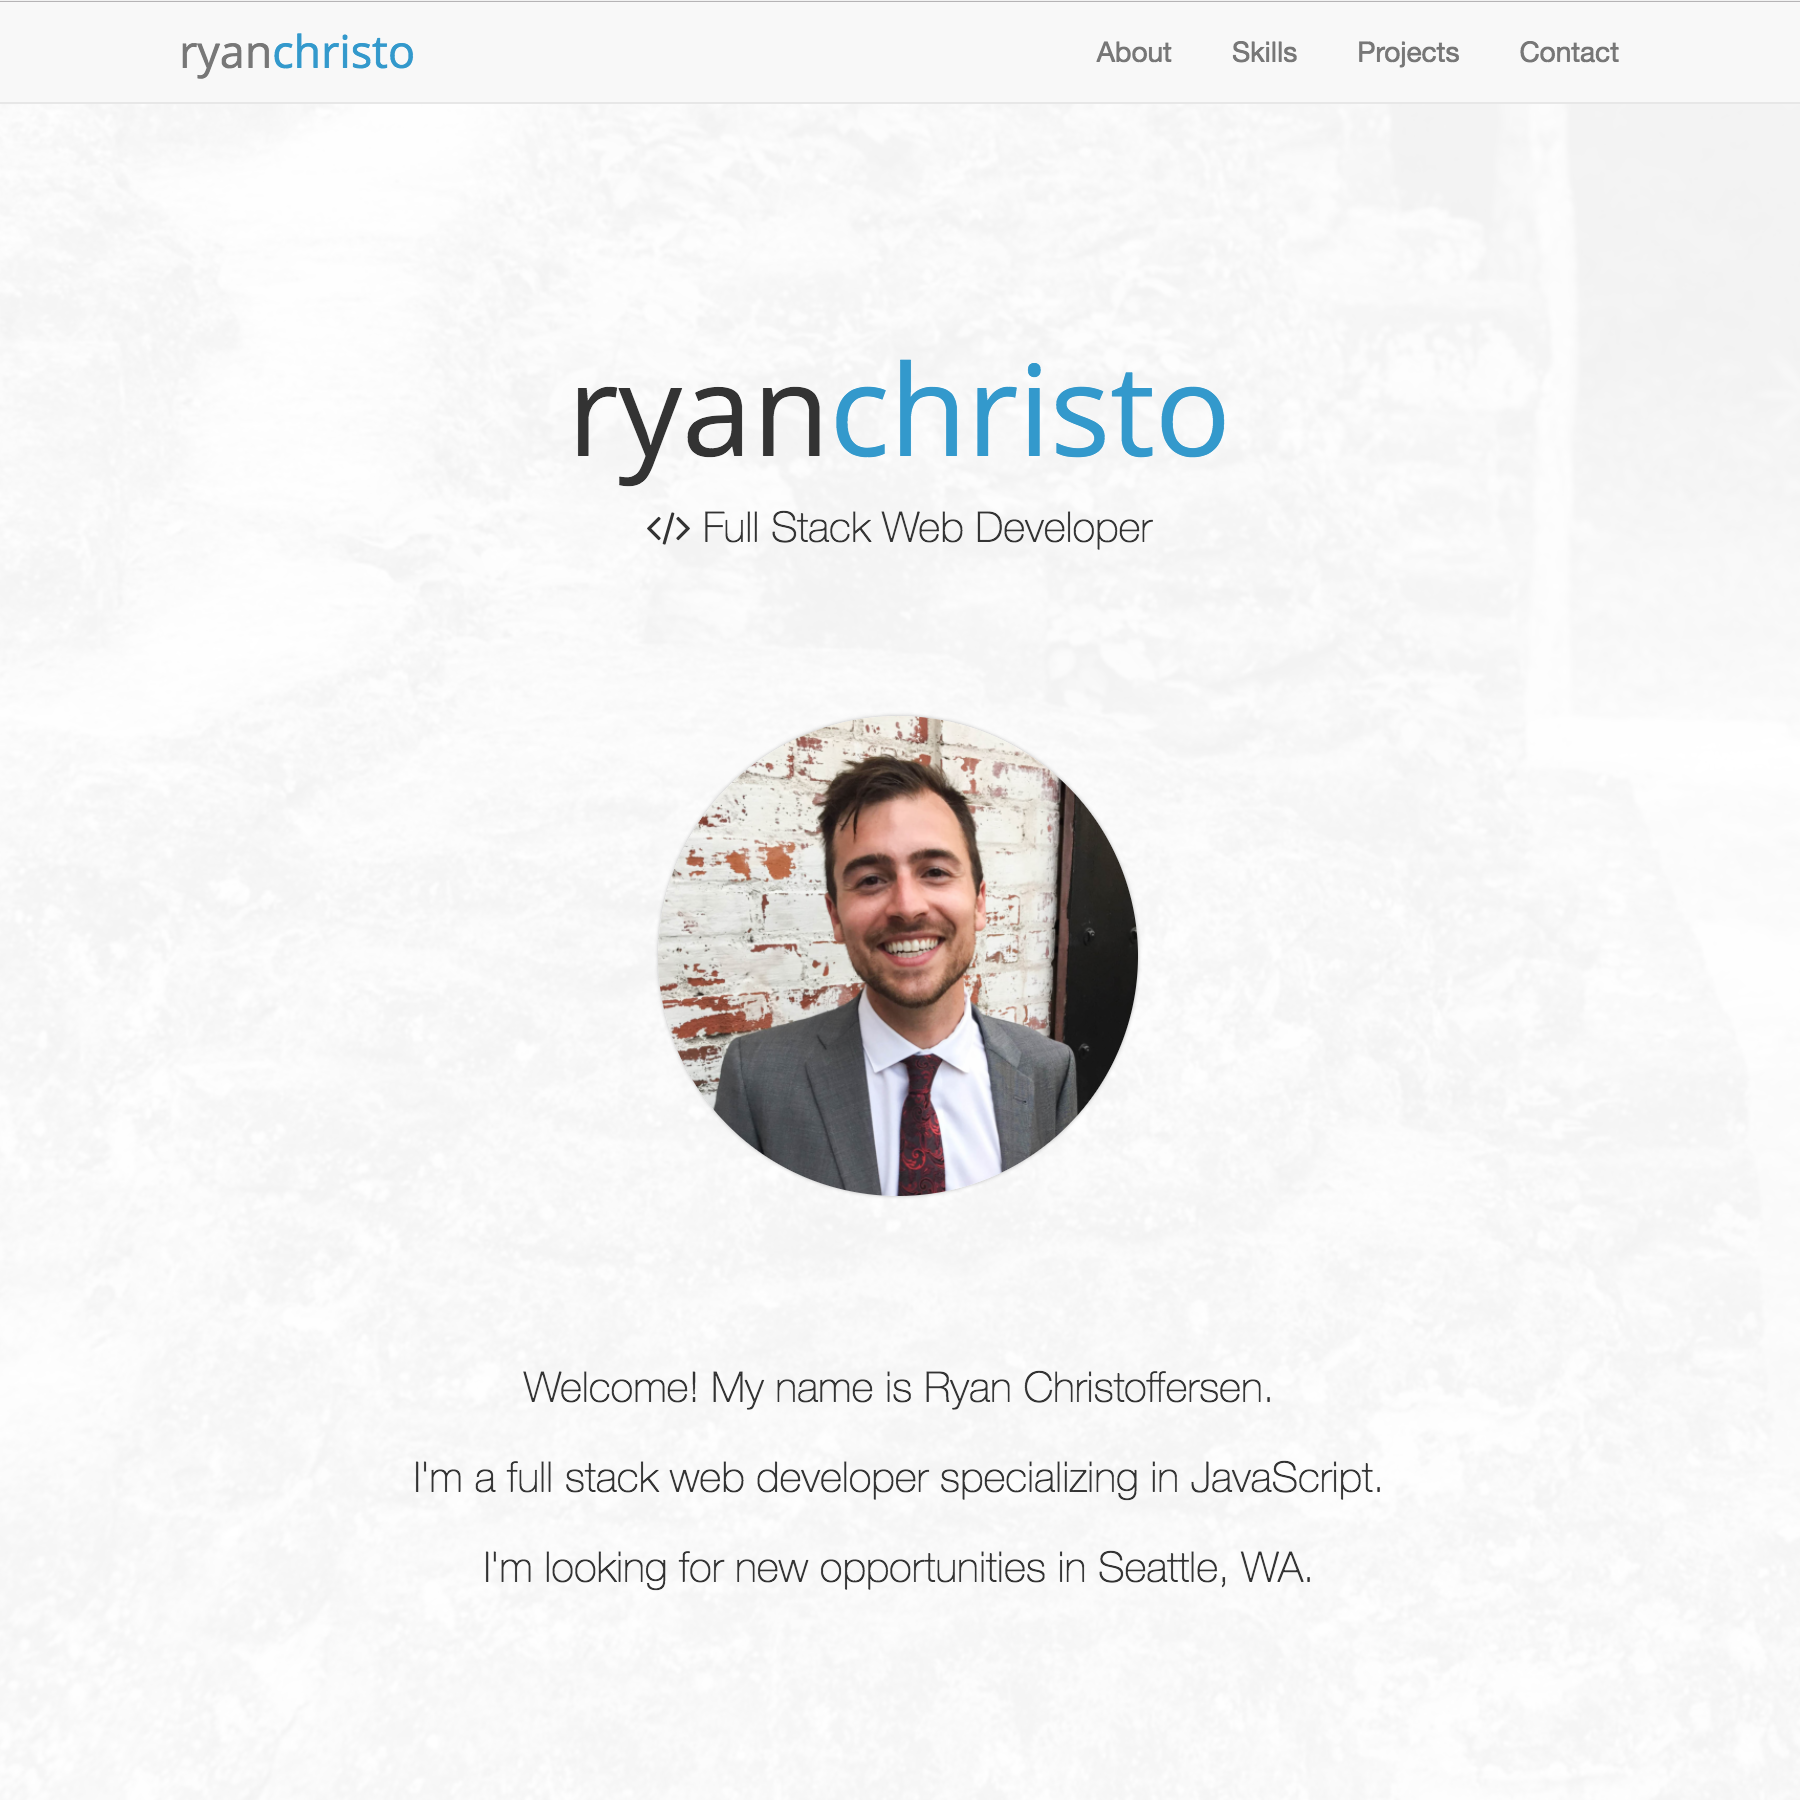 ryanchristo
About Skills Projects Contact
ryanchristo
</> Full Stack Web Developer
Welcome! My name is Ryan Christoffersen.
I'm a full stack web developer specializing in JavaScript.
I'm looking for new opportunities in Seattle, WA.